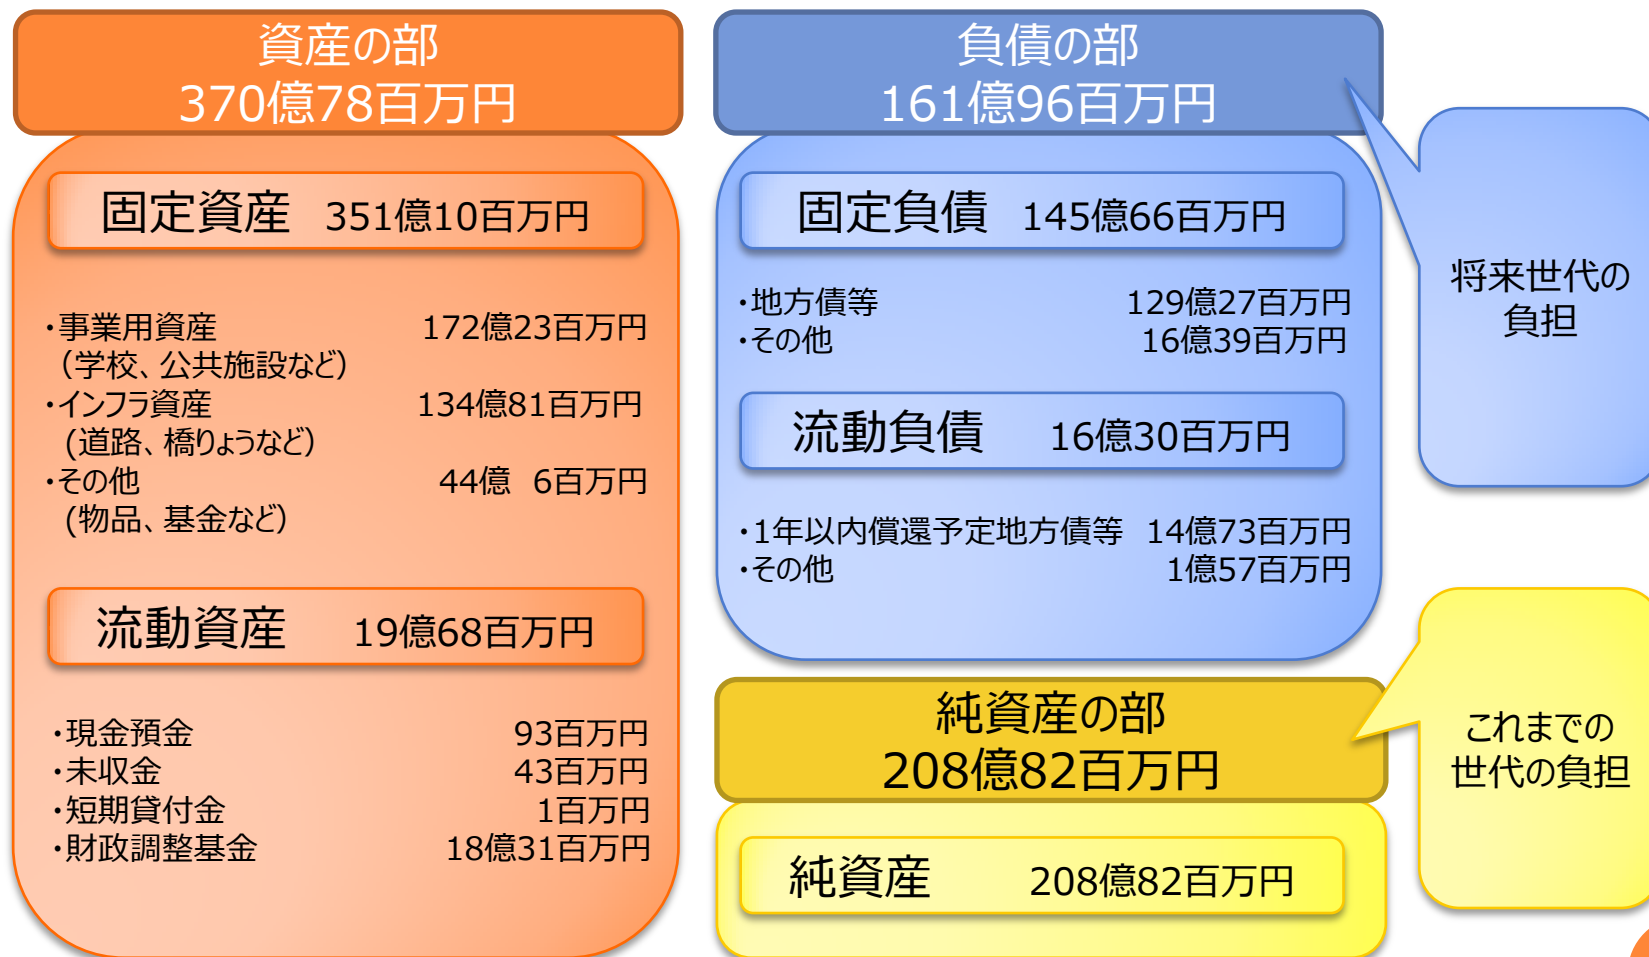 資産の部
370億78百万円
固定資産 351億10百万円
・事業用資産 172億23百万円
（学校、公共施設など）
・インフラ資産 134億81百万円
(道路、橋りょうなど）
・その他 44億 6百万円
(物品、基金など）
流動資産 19億68百万円
・現金預金 93百万円
・未収金 43百万円
・短期貸付金 1百万円
・財政調整基金 18億31百万円
負債の部
161億96百万円
固定負債 145億66百万円
・地方債等 129億27百万円
・その他 16億39百万円
流動負債 16億30百万円
・1年以内償還予定地方債等 14億73百万円
・その他 1億57百万円
将来世代の
負担
純資産の部
208億82百万円
純資産 208億82百万円
これまでの
世代の負担